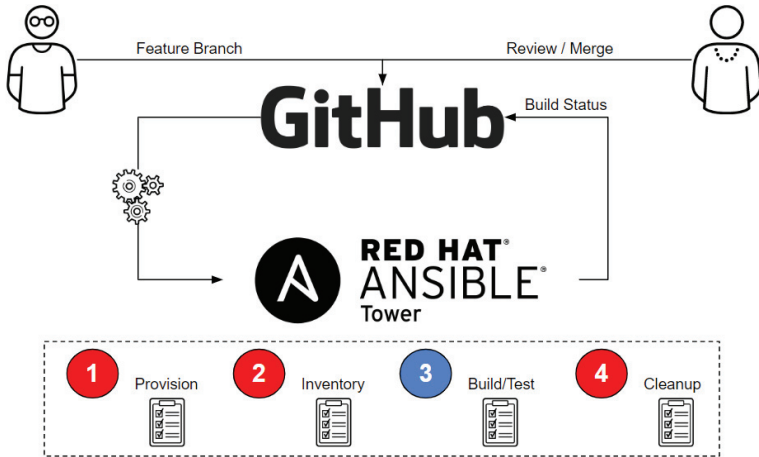 Feature Branch
Review / Merge
GitHub
Build Status
RED HAT®
ANSIBLE®
Tower
1 Provision
2 Inventory
3 Build/Test
4 Cleanup